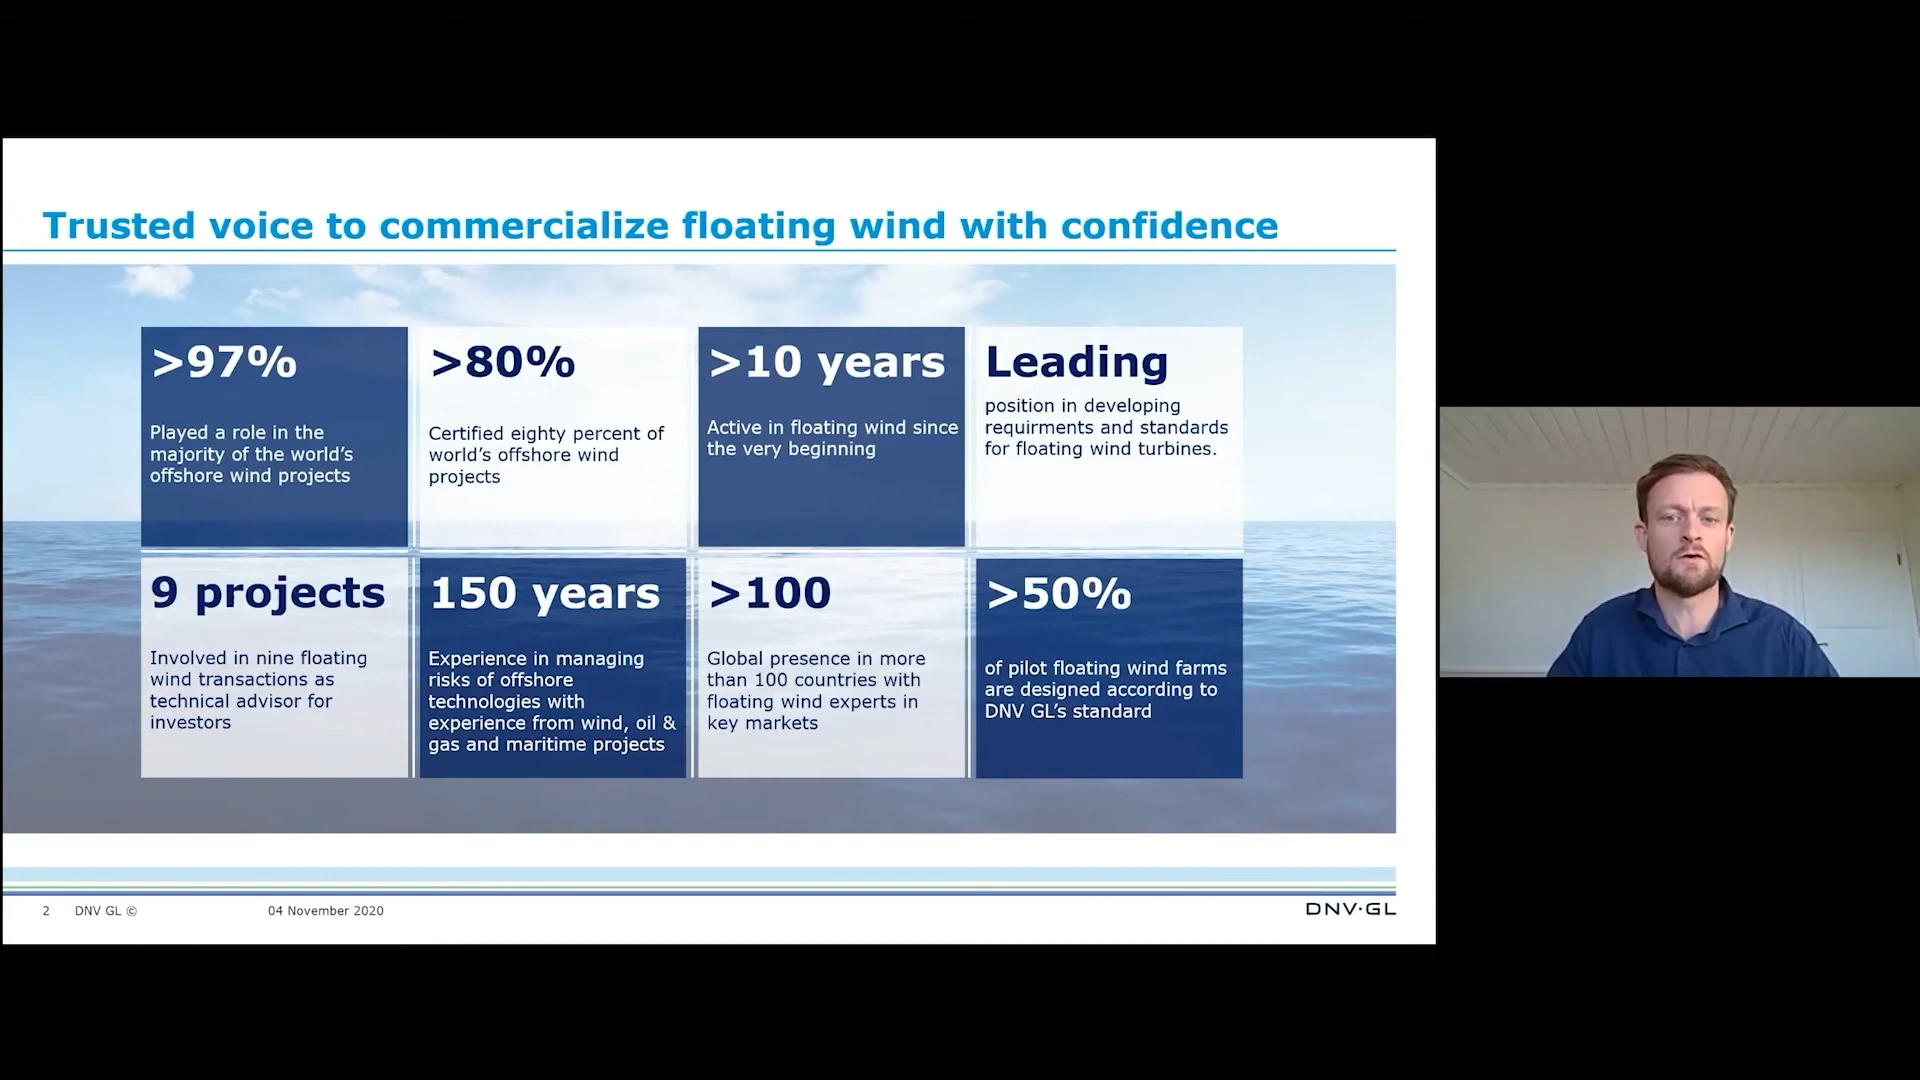 Trusted voice to commercialize floating wind with confidence
>97%
Played a role in the
majority of the world's
offshore wind projects
>80%
Certified eighty percent of
world's offshore wind
projects
>10 years
Active in floating wind since
the very beginning
Leading
position in developing
requirments and standards
for floating wind turbines.
9 projects
Involved in nine floating
wind transactions as
technical advisor for
investors
150 years
Experience in managing
risks of offshore
technologies with
experience from wind, oil &
gas and maritime projects
>100
Global presence in more
than 100 countries with
floating wind experts in
key markets
>50%
of pilot floating wind farms
are designed according to
DNV GL's standard
2 DNV GL © 04 November 2020
DNV·GL